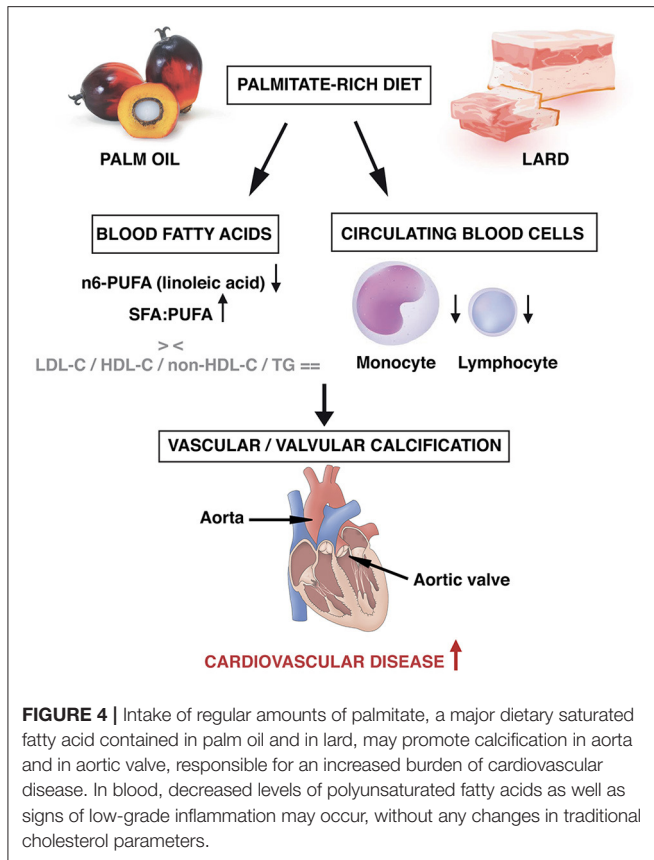 PALMITATE-RICH DIET
PALM OIL
LARD
BLOOD FATTY ACIDS
CIRCULATING BLOOD CELLS
n6-PUFA (linoleic acid) ↓
SFA:PUFA ↑
> <
LDL-C / HDL-C / non-HDL-C / TG ==
↓ ↓
Monocyte Lymphocyte
VASCULAR / VALVULAR CALCIFICATION
Aorta
Aortic valve
CARDIOVASCULAR DISEASE ↑
FIGURE 4 | Intake of regular amounts of palmitate, a major dietary saturated
fatty acid contained in palm oil and in lard, may promote calcification in aorta
and in aortic valve, responsible for an increased burden of cardiovascular
disease. In blood, decreased levels of polyunsaturated fatty acids as well as
signs of low-grade inflammation may occur, without any changes in traditional
cholesterol parameters.